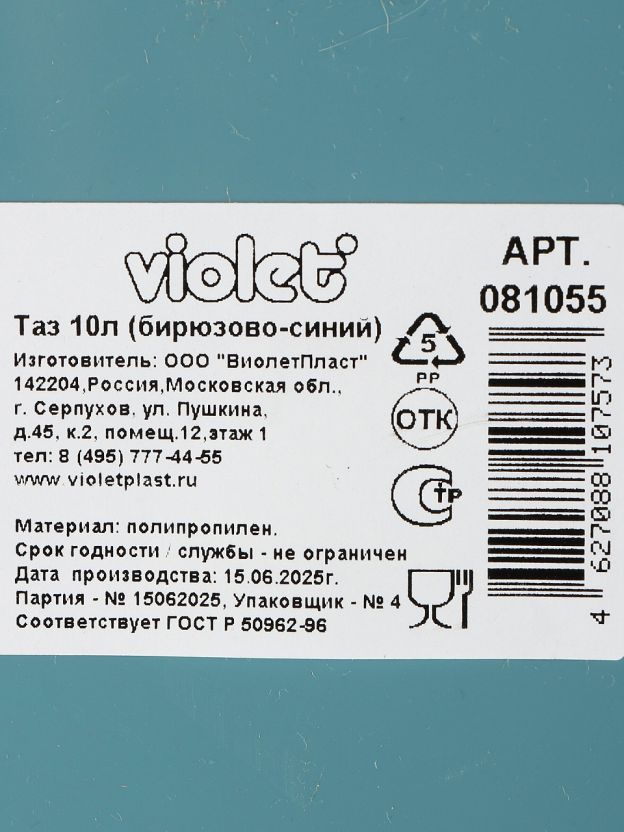 violet
АРТ.
081055
Таз 10л (бирюзово-синий)
Изготовитель: ООО "ВиолетПласт"
142204,Россия,Московская обл.,
г. Серпухов, ул. Пушкина,
д.45, к.2, помещ.12,этаж 1
тел: 8 (495) 777-44-55
www.violetplast.ru
5
PP
ОТК
СтР
Материал: полипропилен.
Срок годности / службы - не ограничен
Дата производства: 15.06.2025г.
Партия - № 15062025, Упаковщик - № 4
Соответствует ГОСТ Р 50962-96
4 627088 107573